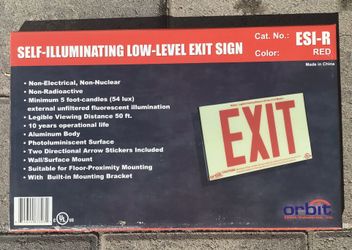 SELF-ILLUMINATING LOW-LEVEL EXIT SIGN
Cat. No.: ESI-R
Color: RED
Made in China
• Non-Electrical, Non-Nuclear
• Non-Radioactive
• Minimum 5 foot-candles (54 lux)
external unfiltered fluorescent illumination
• Legible Viewing Distance 50 ft.
• 10 years operational life
• Aluminum Body
• Photoluminiscent Surface
• Two Directional Arrow Stickers Included
• Wall/Surface Mount
• Suitable for Floor-Proximity Mounting
• With Built-in Mounting Bracket
EXIT
orbit
UL